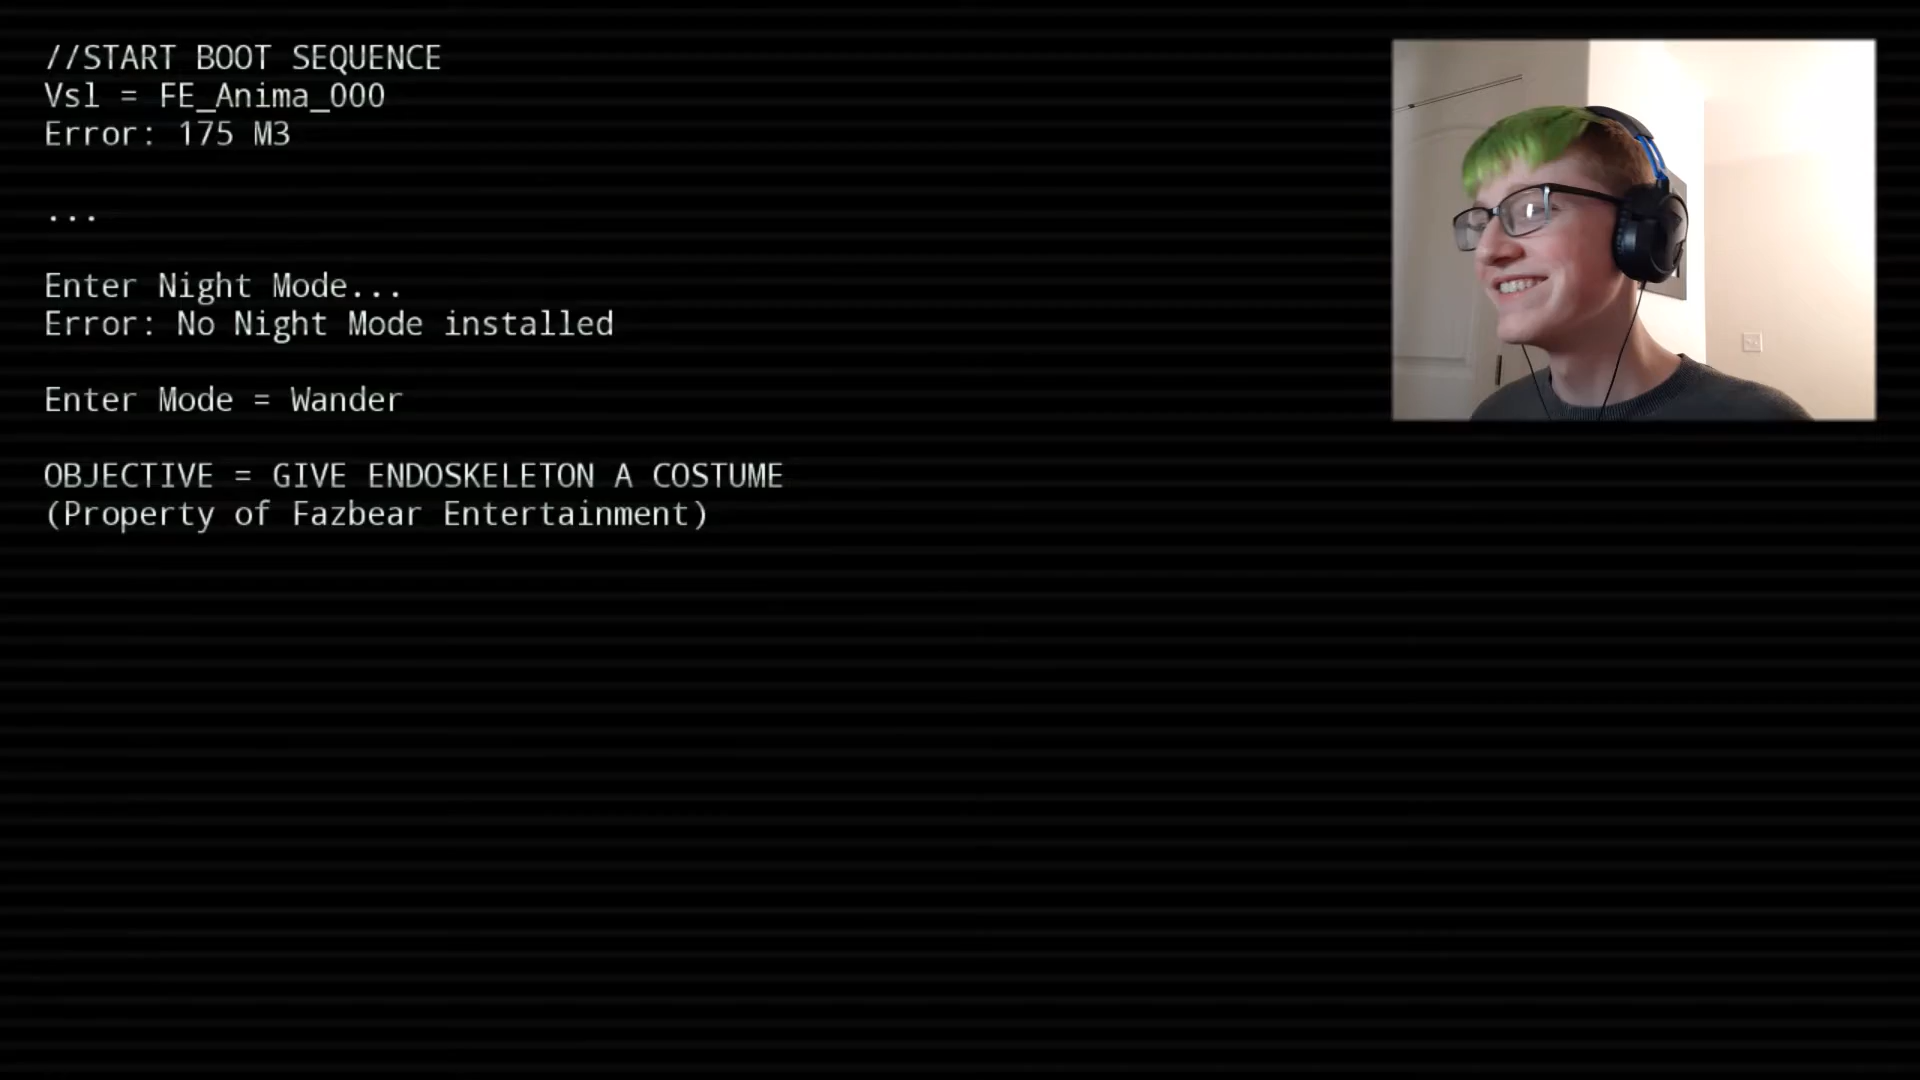 //START BOOT SEQUENCE
Vsl = FE_Anima_000
Error: 175 M3
...
Enter Night Mode...
Error: No Night Mode installed
Enter Mode = Wander
OBJECTIVE = GIVE ENDOSKELETON A COSTUME
(Property of Fazbear Entertainment)